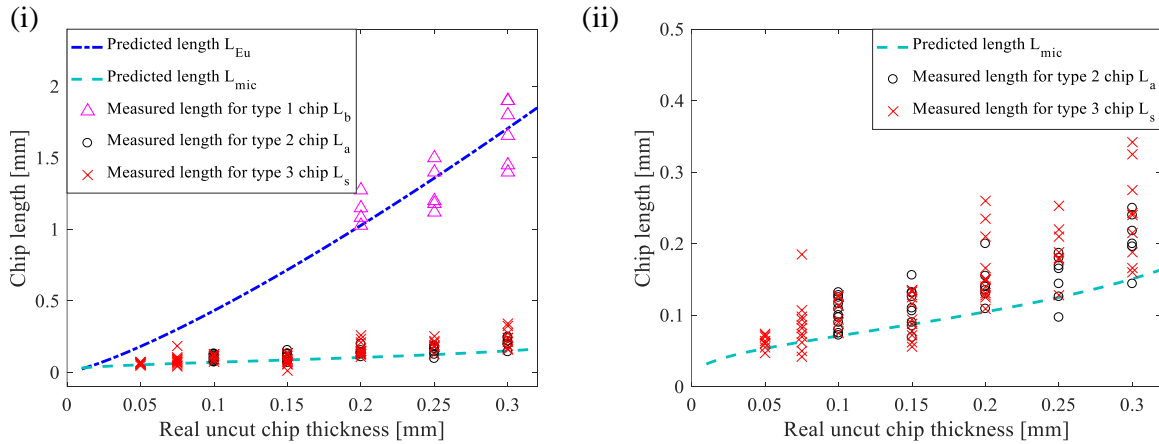 (i)
Predicted length L_Eu
Predicted length L_mic
Measured length for type 1 chip L_b
Measured length for type 2 chip L_a
Measured length for type 3 chip L_s
Chip length [mm]
2
1.5
1
0.5
0
0 0.05 0.1 0.15 0.2 0.25 0.3
Real uncut chip thickness [mm]
(ii)
Predicted length L_mic
Measured length for type 2 chip L_a
Measured length for type 3 chip L_s
Chip length [mm]
0.5
0.4
0.3
0.2
0.1
0
0 0.05 0.1 0.15 0.2 0.25 0.3
Real uncut chip thickness [mm]